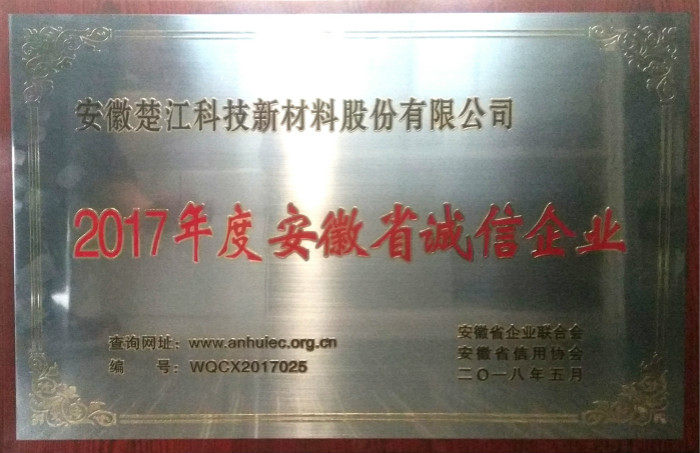 安徽楚江科技新材料股份有限公司
2017年度安徽省诚信企业
查询网址：www.anhuiec.org.cn
编　号：WQCX2017025
安徽省企业联合会
安徽省信用协会
二〇一八年五月